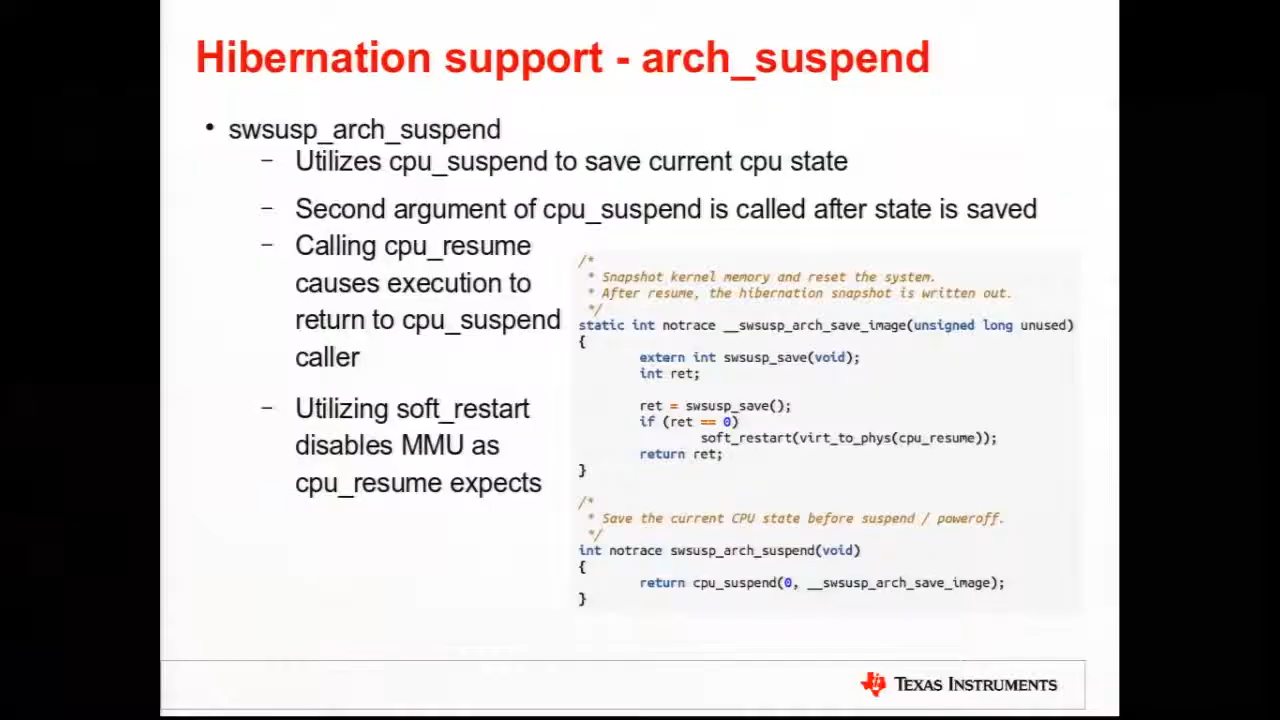 Hibernation support - arch_suspend
• swsusp_arch_suspend
– Utilizes cpu_suspend to save current cpu state
– Second argument of cpu_suspend is called after state is saved
– Calling cpu_resume
causes execution to
return to cpu_suspend
caller
– Utilizing soft_restart
disables MMU as
cpu_resume expects
/*
 * Snapshot kernel memory and reset the system.
 * After resume, the hibernation snapshot is written out.
 */
static int notrace __swsusp_arch_save_image(unsigned long unused)
{
        extern int swsusp_save(void);
        int ret;
        ret = swsusp_save();
        if (ret == 0)
                soft_restart(virt_to_phys(cpu_resume));
        return ret;
}
/*
 * Save the current CPU state before suspend / poweroff.
 */
int notrace swsusp_arch_suspend(void)
{
        return cpu_suspend(0, __swsusp_arch_save_image);
}
TEXAS INSTRUMENTS